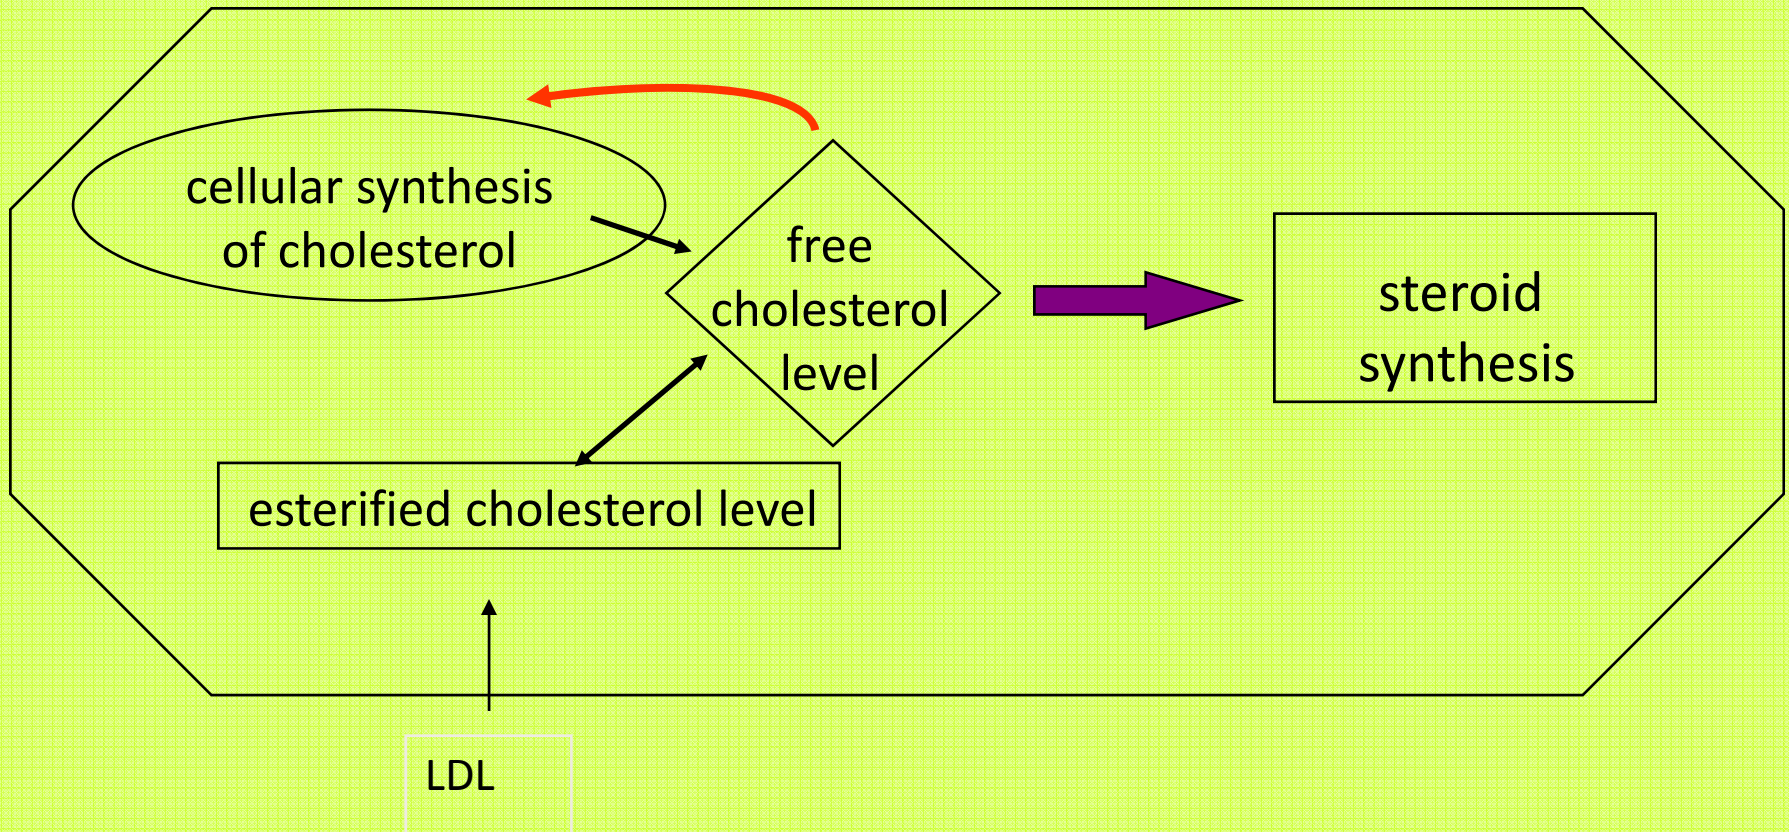 cellular synthesis
of cholesterol
free
cholesterol
level
steroid
synthesis
esterified cholesterol level
LDL